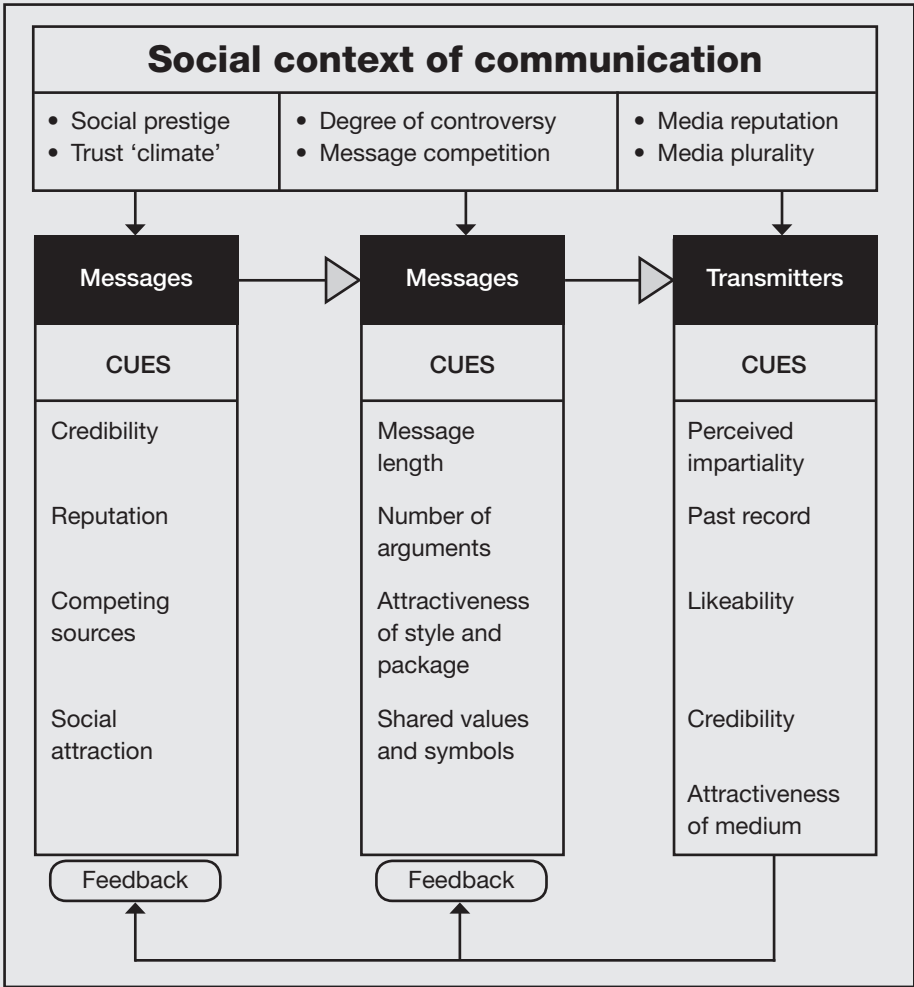 Social context of communication
• Social prestige
• Trust ‘climate’
• Degree of controversy
• Message competition
• Media reputation
• Media plurality
Messages
CUES
Credibility
Reputation
Competing
sources
Social
attraction
Feedback
Messages
CUES
Message
length
Number of
arguments
Attractiveness
of style and
package
Shared values
and symbols
Feedback
Transmitters
CUES
Perceived
impartiality
Past record
Likeability
Credibility
Attractiveness
of medium